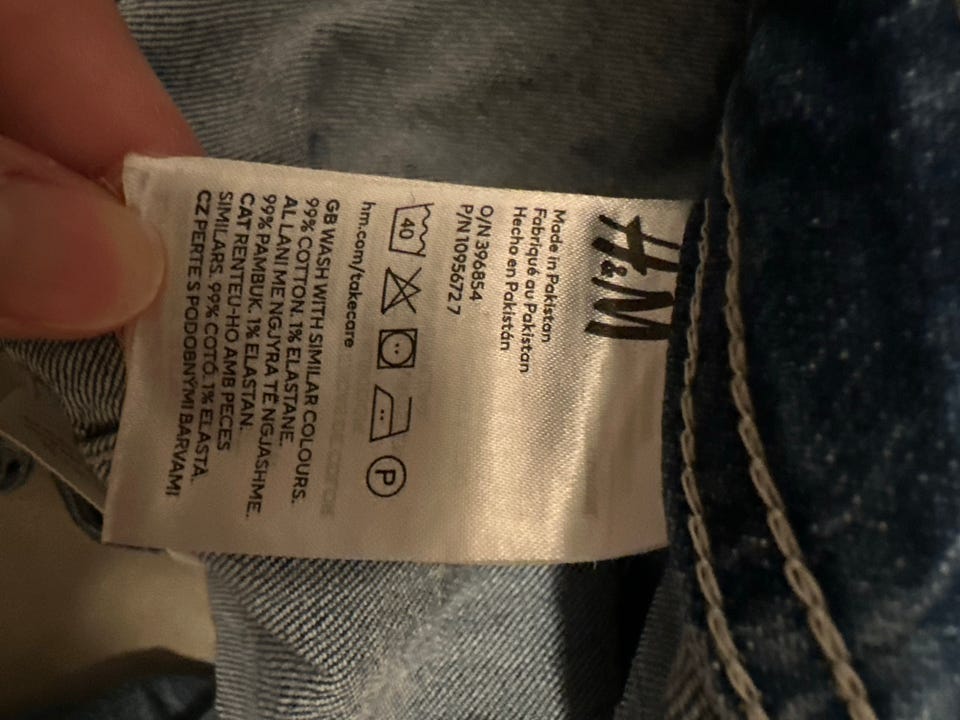 H&M
Made in Pakistan
Fabriqué au Pakistan
Hecho en Pakistán
O/N 396854
P/N 1095672 7
40
P
hm.com/takecare
GB WASH WITH SIMILAR COLOURS.
99% COTTON. 1% ELASTANE.
AL LANI ME NGJYRA TË NGJASHME.
99% PAMBUK. 1% ELASTAN.
CAT RENTEU-HO AMB PECES
SIMILARS. 99% COTÓ. 1% ELASTÀ.
CZ PERTE S PODOBNÝMI BARVAMI